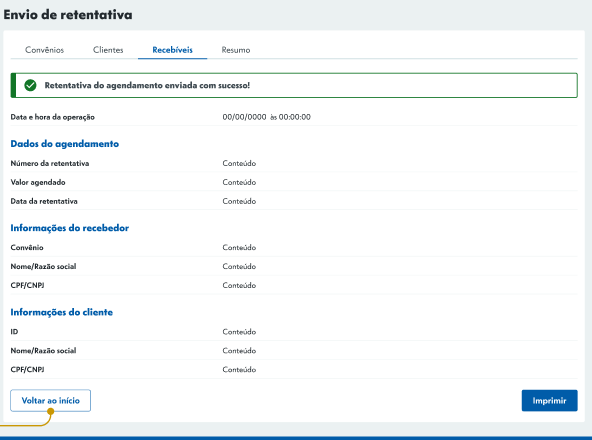 Envio de retentativa
Convênios Clientes Recebíveis Resumo
Retentativa do agendamento enviada com sucesso!
Data e hora da operação 00/00/0000 às 00:00:00
Dados do agendamento
Número da retentativa Conteúdo
Valor agendado Conteúdo
Data da retentativa Conteúdo
Informações do recebedor
Convênio Conteúdo
Nome/Razão social Conteúdo
CPF/CNPJ Conteúdo
Informações do cliente
ID Conteúdo
Nome/Razão social Conteúdo
CPF/CNPJ Conteúdo
Voltar ao início Imprimir